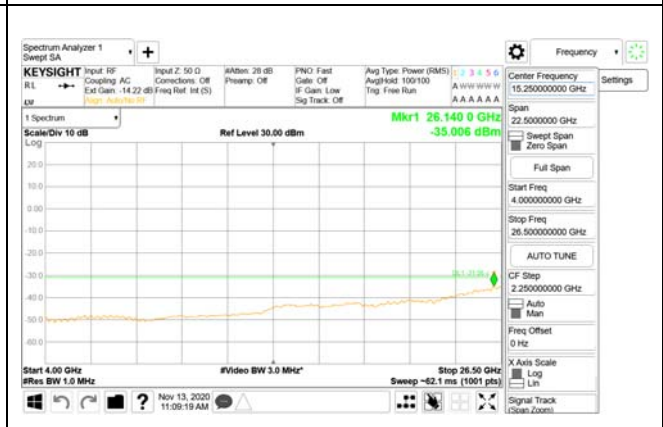 Spectrum Analyzer 1
Swept SA
Frequency
KEYSIGHT
Input: RF
Coupling: AC
Ext Gain: -14.22 dB
Align: Auto/No RF
Input Z: 50 Ω
Corrections: Off
Freq Ref: Int (S)
#Atten: 28 dB
Preamp: Off
PNO: Fast
Gate: Off
IF Gain: Low
Sig Track: Off
Avg Type: Power (RMS)
Avg|Hold: 100/100
Trig: Free Run
1 2 3 4 5 6
A W W W W W
A A A A A A
RL
1 Spectrum
Scale/Div 10 dB
Log
Ref Level 30.00 dBm
Mkr1 26.140 0 GHz
-35.006 dBm
20.0
10.0
0.00
-10.0
-20.0
-30.0
-40.0
-50.0
-60.0
Start 4.00 GHz
#Res BW 1.0 MHz
#Video BW 3.0 MHz*
Stop 26.50 GHz
Sweep ~62.1 ms (1001 pts)
Nov 13, 2020
11:09:19 AM
Center Frequency
15.250000000 GHz
Settings
Span
22.5000000 GHz
Swept Span
Zero Span
Full Span
Start Freq
4.000000000 GHz
Stop Freq
26.500000000 GHz
AUTO TUNE
CF Step
2.250000000 GHz
Auto
Man
Freq Offset
0 Hz
X Axis Scale
Log
Lin
Signal Track
(Span Zoom)